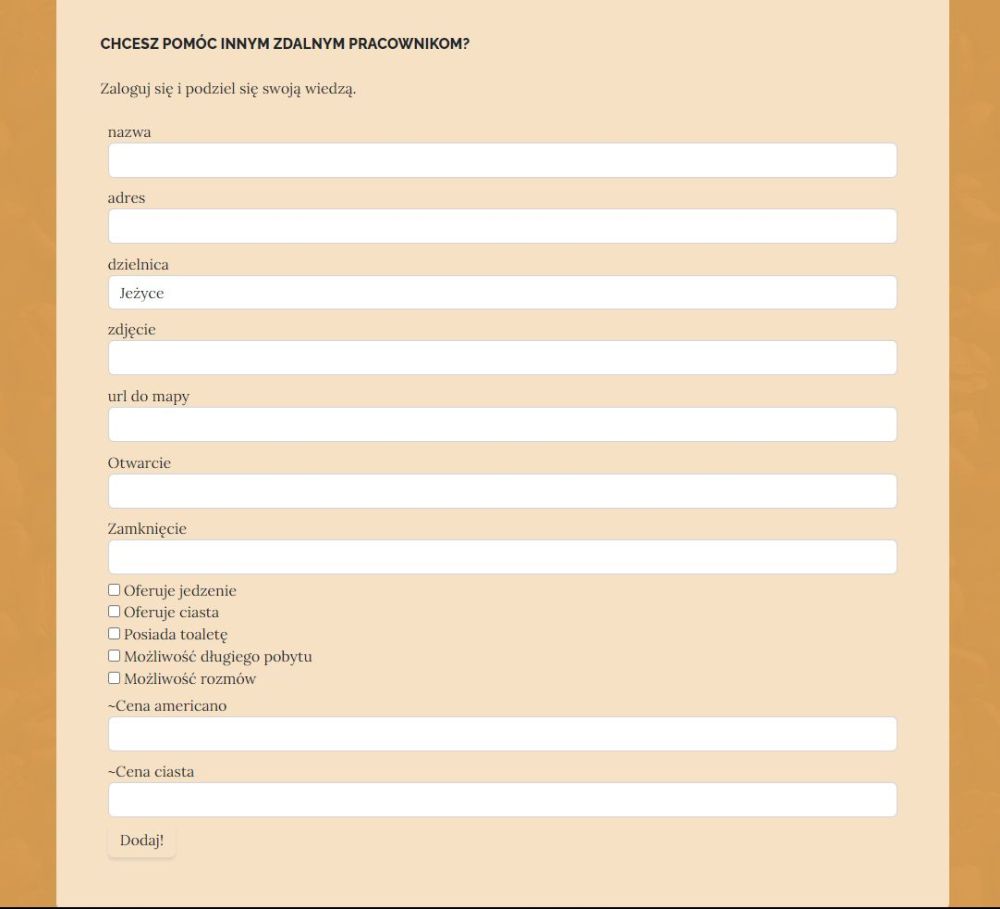 CHCESZ POMÓC INNYM ZDALNYM PRACOWNIKOM?
Zaloguj się i podziel się swoją wiedzą.
nazwa
adres
dzielnica
Jeżyce
zdjęcie
url do mapy
Otwarcie
Zamknięcie
Oferuje jedzenie
Oferuje ciasta
Posiada toaletę
Możliwość długiego pobytu
Możliwość rozmów
~Cena americano
~Cena ciasta
Dodaj!